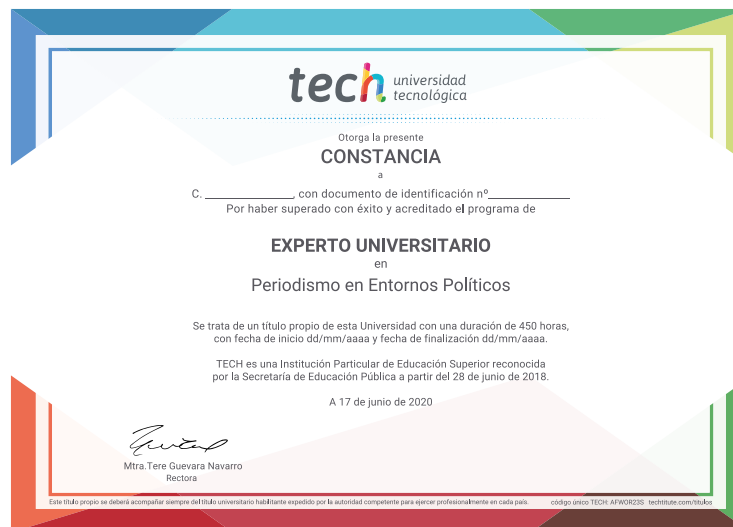 tech universidad
tecnológica
Otorga la presente
CONSTANCIA
a
C. ________________, con documento de identificación nº______________
Por haber superado con éxito y acreditado el programa de
EXPERTO UNIVERSITARIO
en
Periodismo en Entornos Políticos
Se trata de un título propio de esta Universidad con una duración de 450 horas,
con fecha de inicio dd/mm/aaaa y fecha de finalización dd/mm/aaaa.
TECH es una Institución Particular de Educación Superior reconocida
por la Secretaría de Educación Pública a partir del 28 de junio de 2018.
A 17 de junio de 2020
Mtra.Tere Guevara Navarro
Rectora
Este título propio se deberá acompañar siempre del título universitario habilitante expedido por la autoridad competente para ejercer profesionalmente en cada país. código único TECH: AFWOR23S techtitute.com/titulos